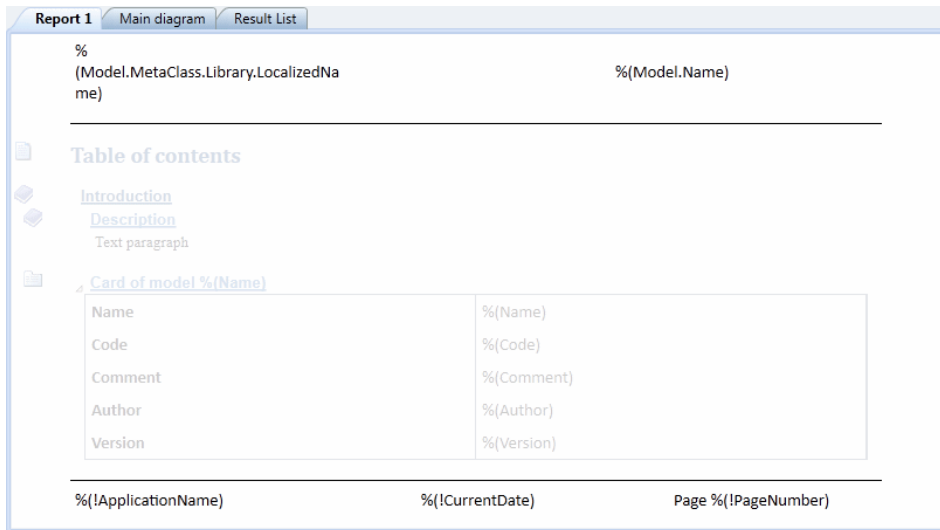 Report 1 Main diagram Result List
%
(Model.MetaClass.Library.LocalizedNa %(Model.Name)
me)
Table of contents
Introduction
Description
Text paragraph
Card of model %(Name)
Name %(Name)
Code %(Code)
Comment %(Comment)
Author %(Author)
Version %(Version)
%(!ApplicationName) %(!CurrentDate) Page %(!PageNumber)